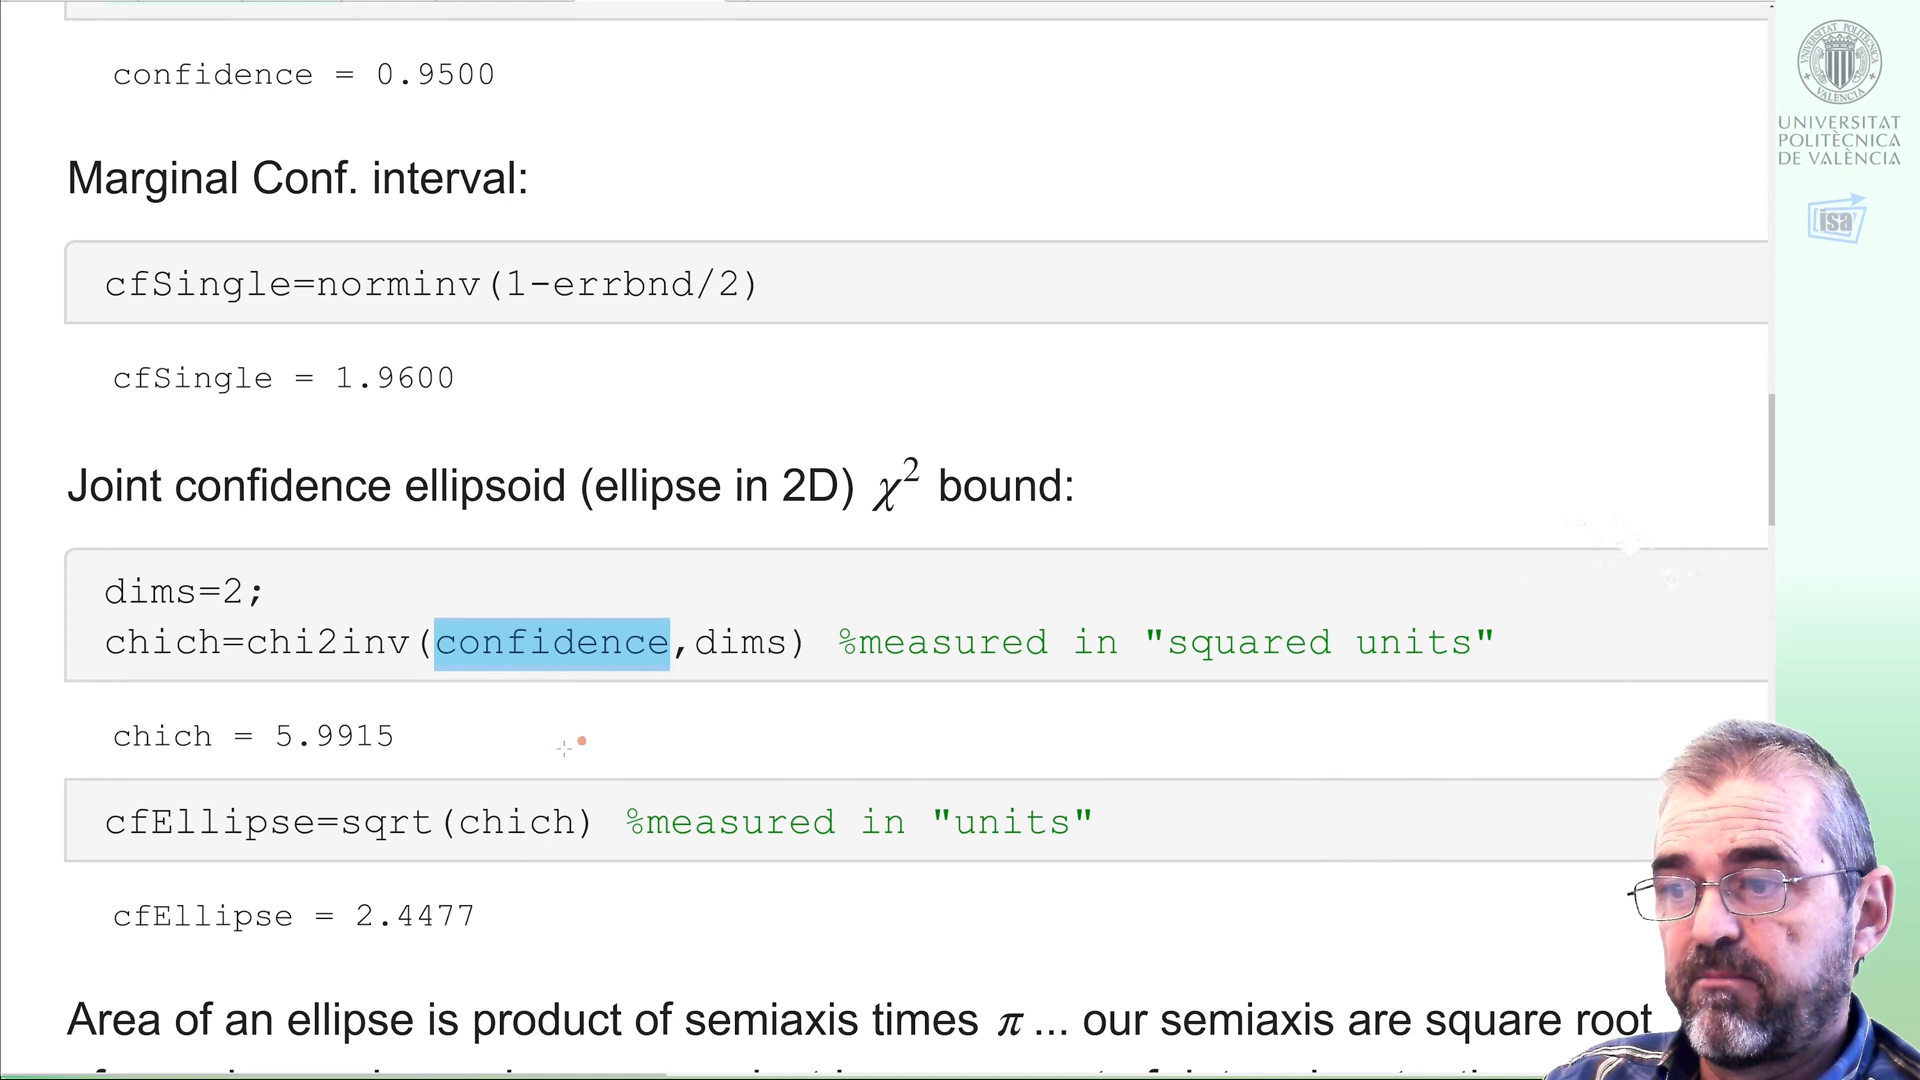 confidence = 0.9500
Marginal Conf. interval:
cfSingle=norminv(1-errbnd/2)
cfSingle = 1.9600
Joint confidence ellipsoid (ellipse in 2D) χ² bound:
dims=2;
chich=chi2inv(confidence,dims) %measured in "squared units"
chich = 5.9915
cfEllipse=sqrt(chich) %measured in "units"
cfEllipse = 2.4477
Area of an ellipse is product of semiaxis times π ... our semiaxis are square root
UNIVERSITAT
POLITÈCNICA
DE VALÈNCIA
isa